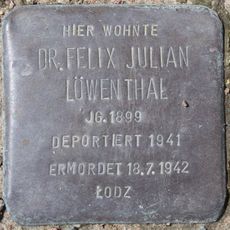 HIER WOHNTE
DR. FELIX JULIAN
LÖWENTHAL
JG. 1899
DEPORTIERT 1941
ERMORDET 18.7.1942
ŁODZ